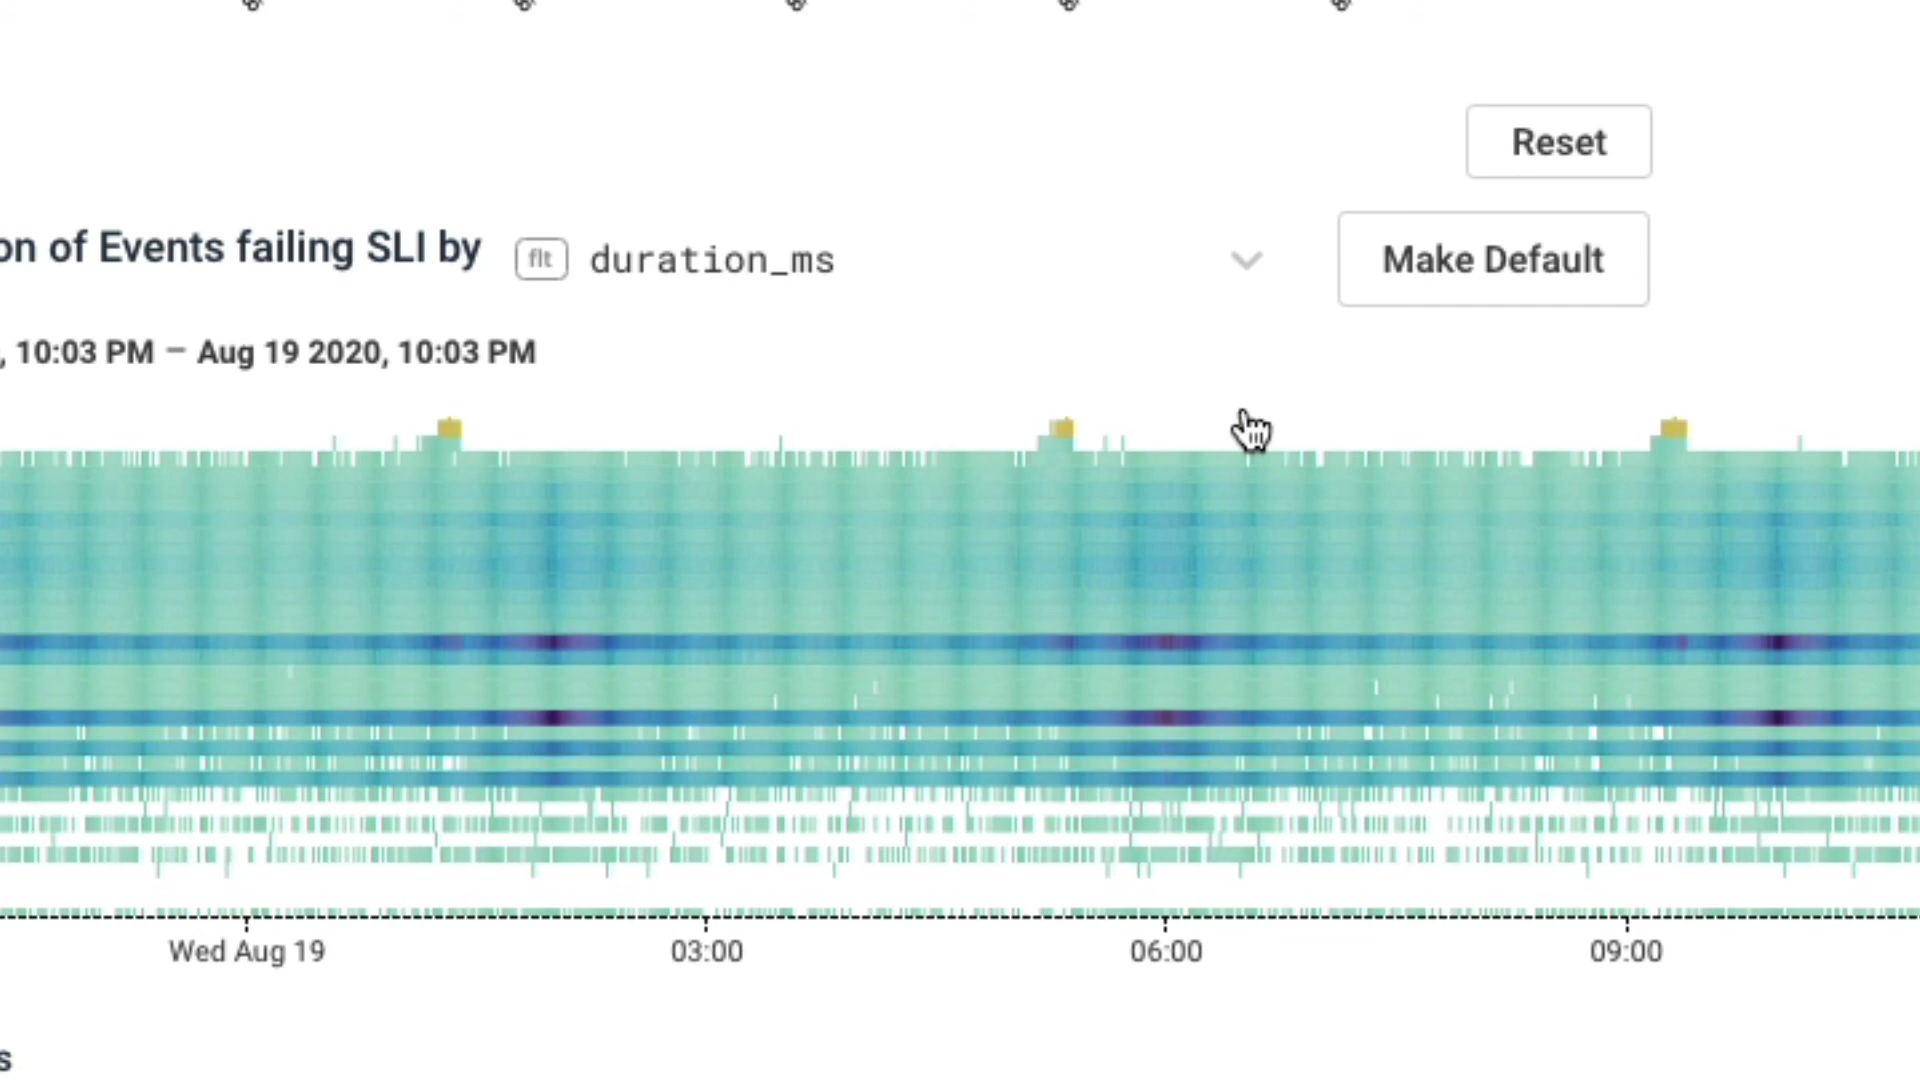 Reset
on of Events failing SLI by flt duration_ms Make Default
, 10:03 PM – Aug 19 2020, 10:03 PM
Wed Aug 19 03:00 06:00 09:00
s